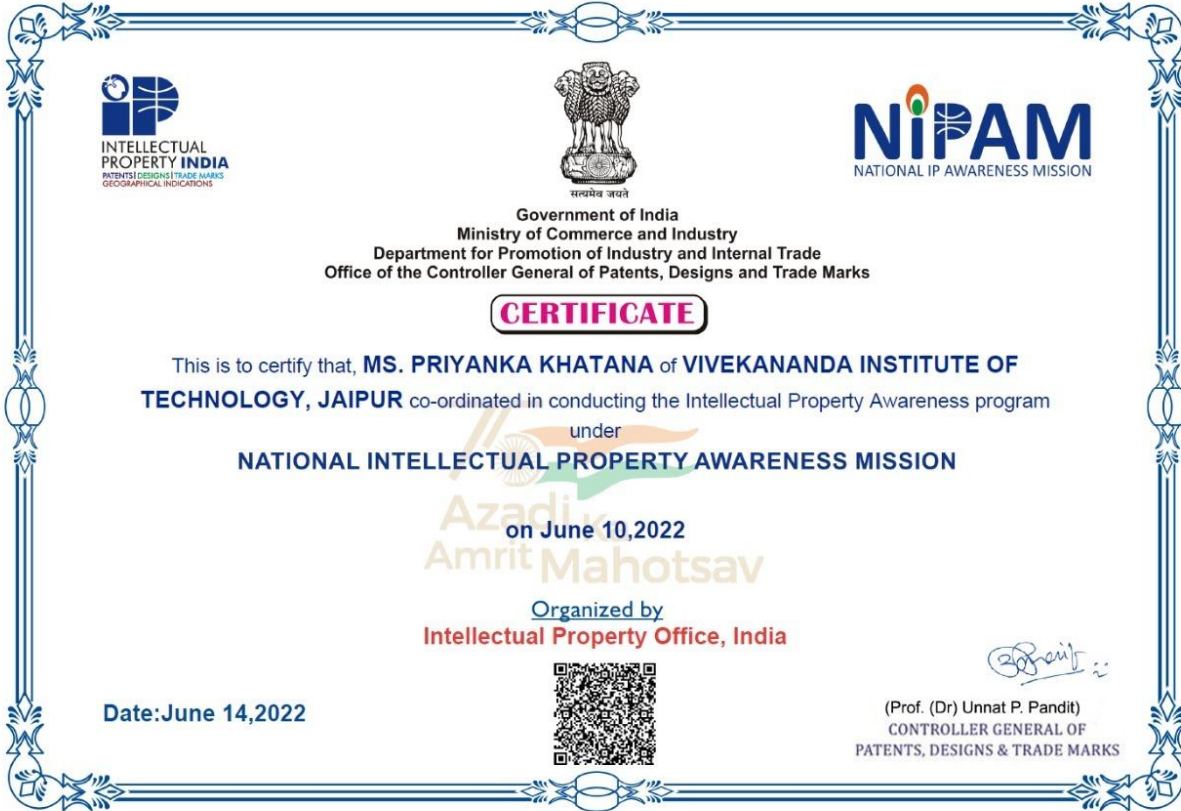 INTELLECTUAL
PROPERTY INDIA
PATENTS | DESIGNS | TRADE MARKS
GEOGRAPHICAL INDICATIONS
सत्यमेव जयते
NiPAM
NATIONAL IP AWARENESS MISSION
Government of India
Ministry of Commerce and Industry
Department for Promotion of Industry and Internal Trade
Office of the Controller General of Patents, Designs and Trade Marks
CERTIFICATE
This is to certify that, MS. PRIYANKA KHATANA of VIVEKANANDA INSTITUTE OF
TECHNOLOGY, JAIPUR co-ordinated in conducting the Intellectual Property Awareness program
under
NATIONAL INTELLECTUAL PROPERTY AWARENESS MISSION
Azadi Ka
on June 10,2022
Amrit Mahotsav
Organized by
Intellectual Property Office, India
Date:June 14,2022
(Prof. (Dr) Unnat P. Pandit)
CONTROLLER GENERAL OF
PATENTS, DESIGNS & TRADE MARKS